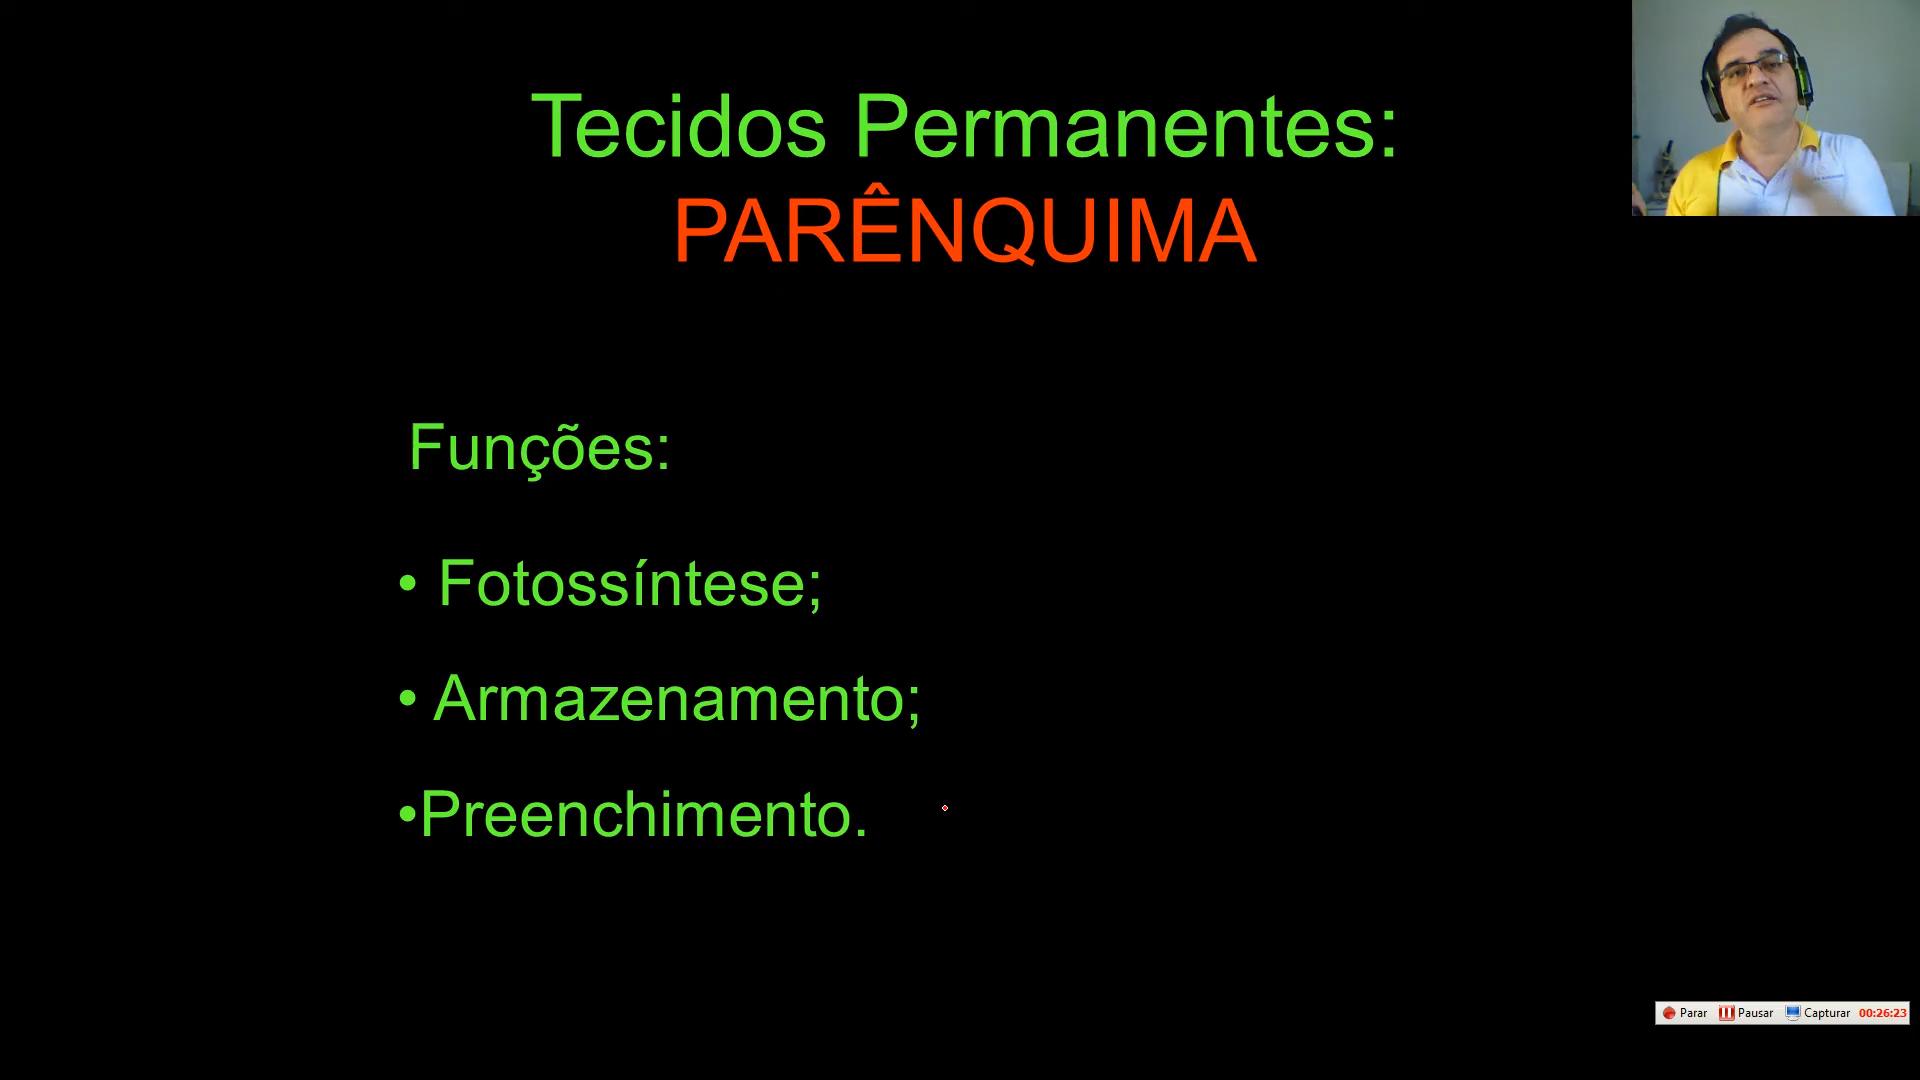 Tecidos Permanentes:
PARÊNQUIMA
Funções:
• Fotossíntese;
• Armazenamento;
•Preenchimento.
Parar Pausar Capturar 00:26:23